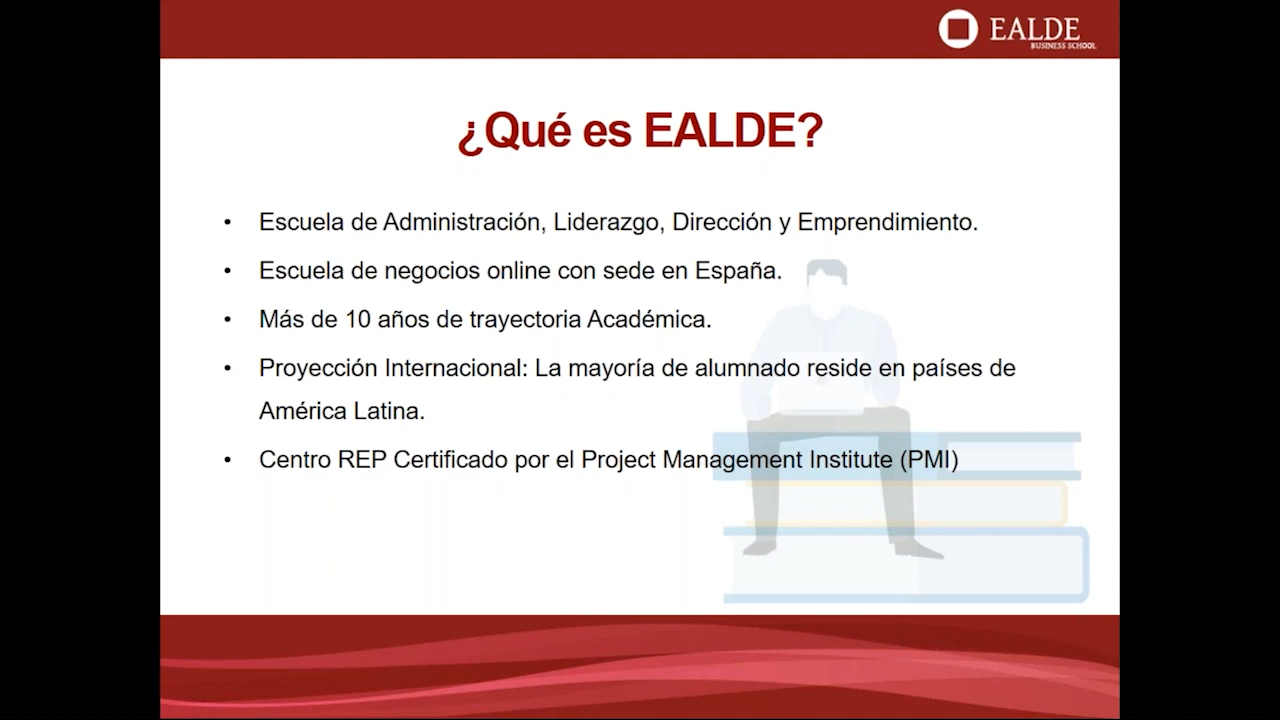 EALDE
BUSINESS SCHOOL
¿Qué es EALDE?
• Escuela de Administración, Liderazgo, Dirección y Emprendimiento.
• Escuela de negocios online con sede en España.
• Más de 10 años de trayectoria Académica.
• Proyección Internacional: La mayoría de alumnado reside en países de
América Latina.
• Centro REP Certificado por el Project Management Institute (PMI)